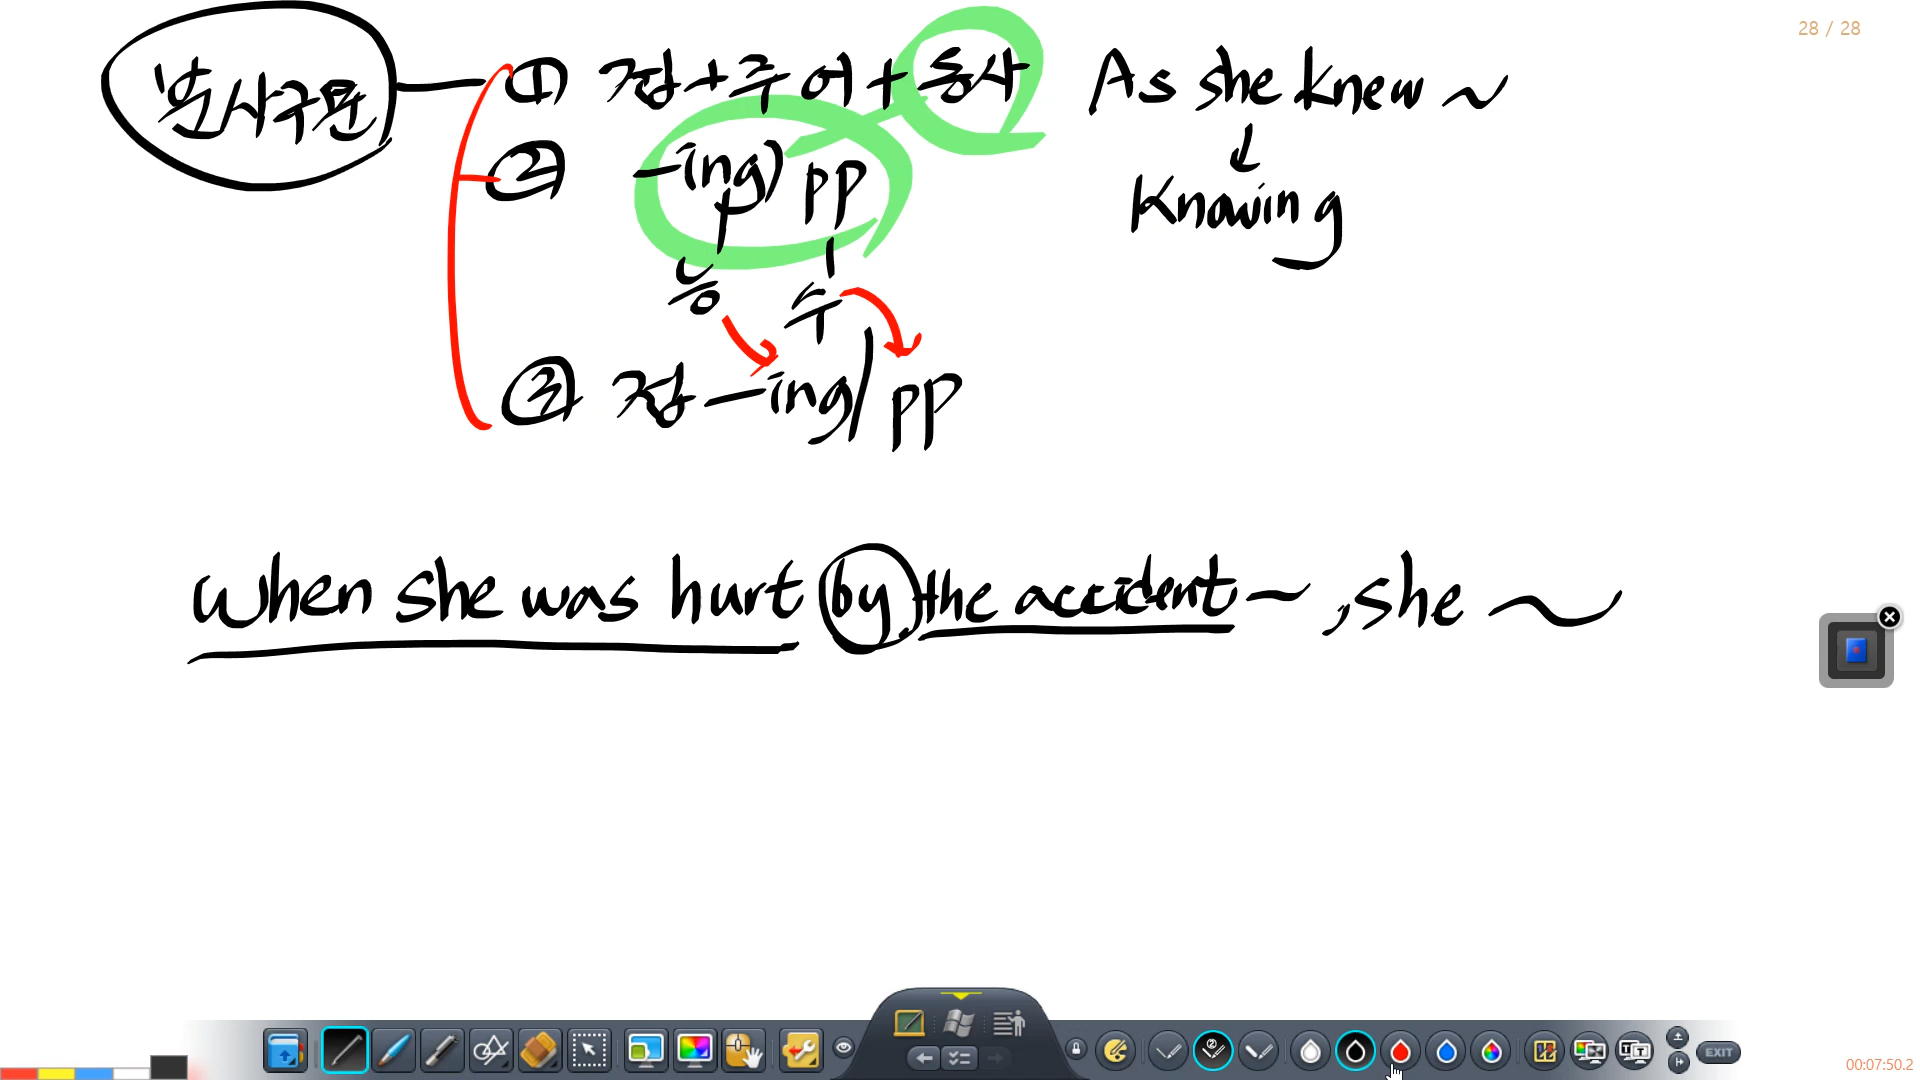 28 / 28
분사구문 ① 접+주어+동사 As she knew ~
② -ing) pp
Knowing
능 수
③ 접 -ing/pp
When she was hurt by the accident ~, she ~
EXIT
00:07:50.2